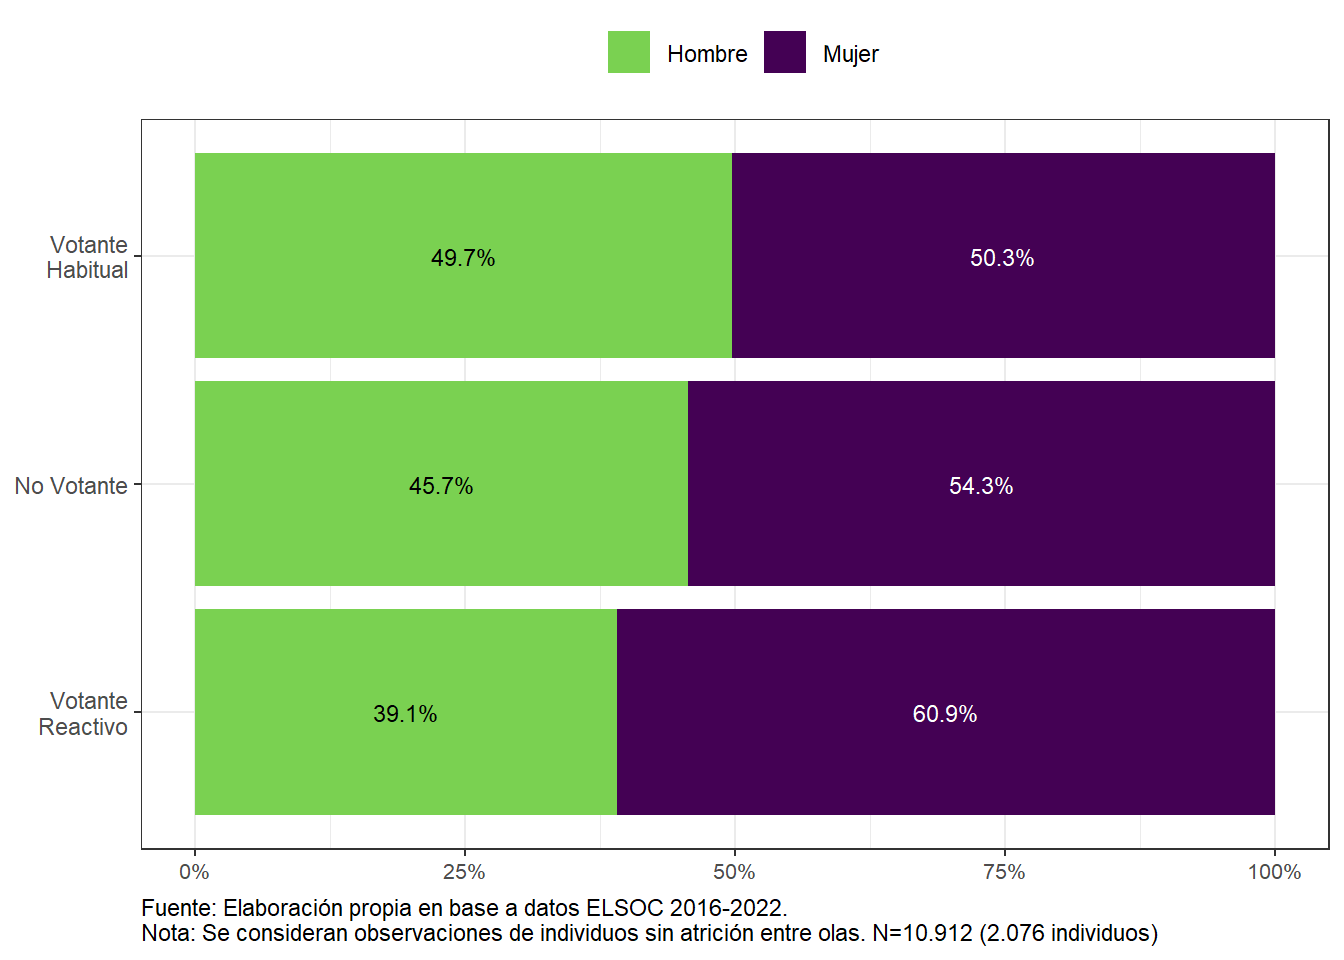 Hombre Mujer
Votante
Habitual
49.7% 50.3%
No Votante
45.7% 54.3%
Votante
Reactivo
39.1% 60.9%
0% 25% 50% 75% 100%
Fuente: Elaboración propia en base a datos ELSOC 2016-2022.
Nota: Se consideran observaciones de individuos sin atrición entre olas. N=10.912 (2.076 individuos)